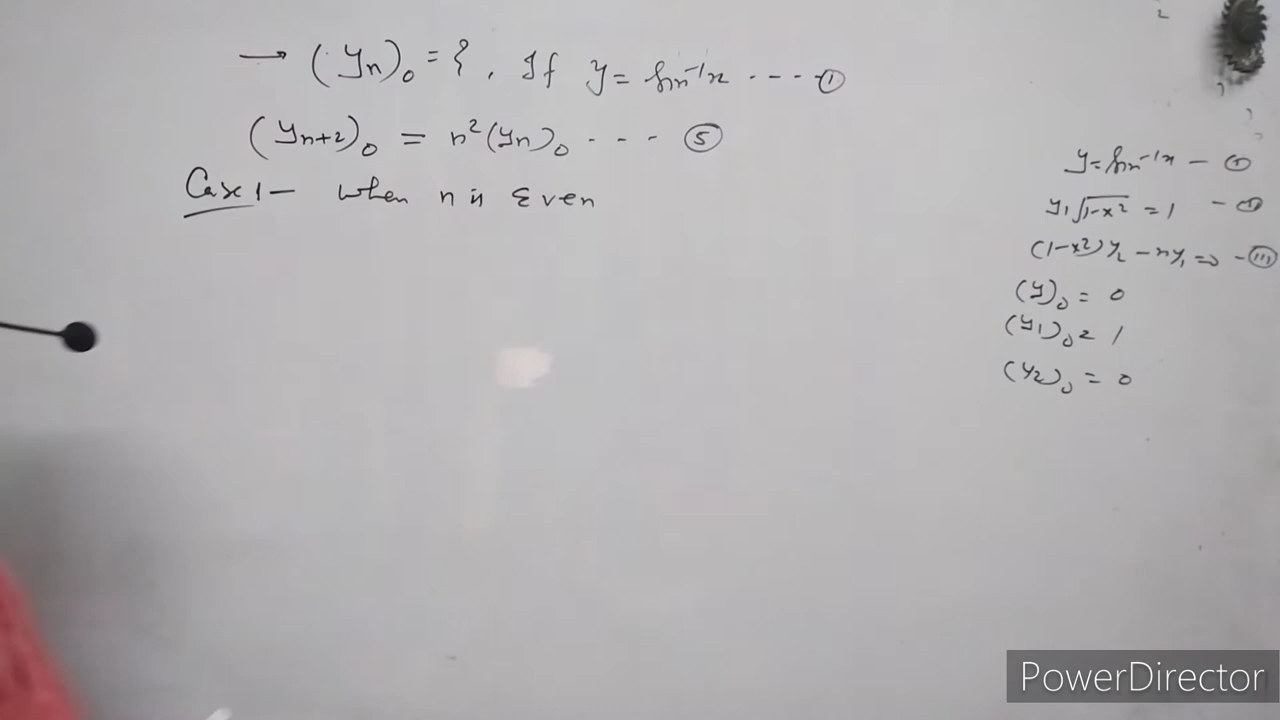 → (yn)₀ = {, If y = sin⁻¹x ---- ①
(yn+2)₀ = n²(yn)₀ --- ⑤
Case 1 - when n is Even
y = sin⁻¹x - ①
y₁√1-x² = 1 - ⑪
(1-x²)y₂ - xy₁ = 0 - Ⓘ⃝
(y)₀ = 0
(y₁)₀ = 1
(y₂)₀ = 0
PowerDirector